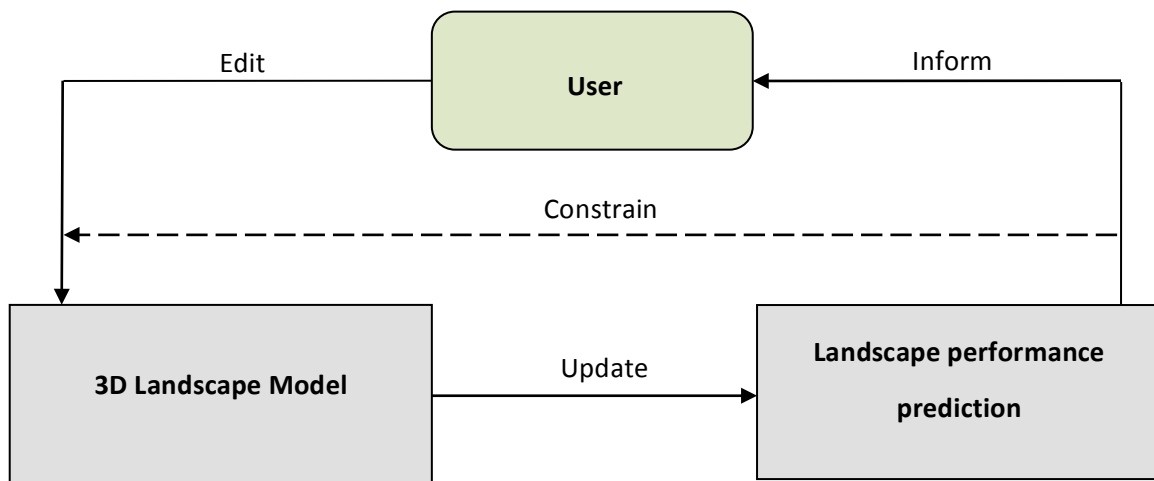 Edit
User
Inform
Constrain
3D Landscape Model
Update
Landscape performance
prediction